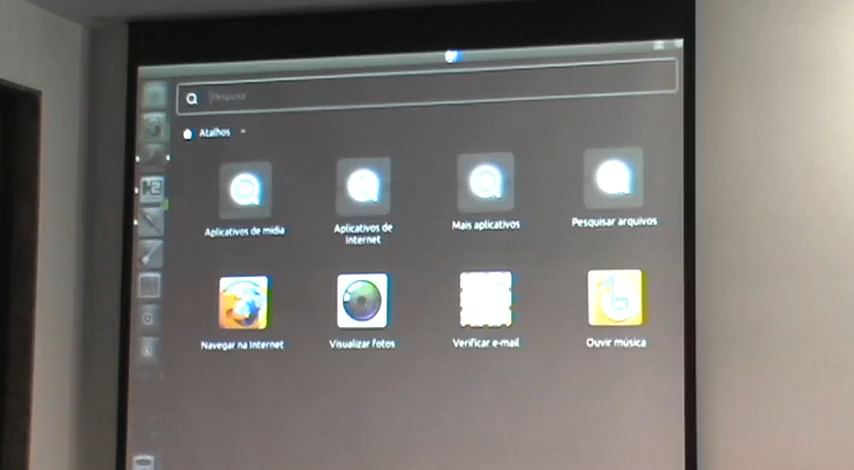 Pesquisa
Atalhos
Aplicativos de mídia
Aplicativos de
Internet
Mais aplicativos
Pesquisar arquivos
Navegar na Internet
Visualizar fotos
Verificar e-mail
Ouvir música